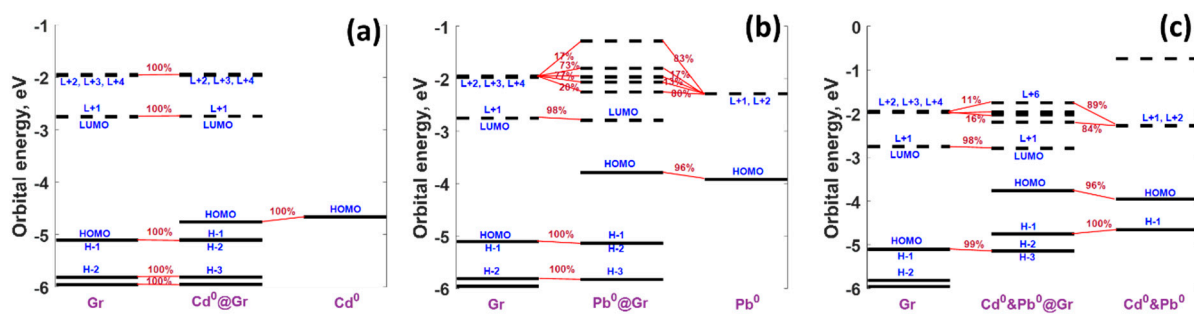 (a)
Orbital energy, eV
-1
-2
-3
-4
-5
-6
L+2, L+3, L+4
100%
L+2, L+3, L+4
L+1
100%
L+1
LUMO
LUMO
HOMO
100%
HOMO
HOMO
100%
H-1
H-1
H-2
H-2
100%
H-3
100%
Gr
Cd⁰@Gr
Cd⁰
(b)
Orbital energy, eV
-1
-2
-3
-4
-5
-6
17%
83%
73%
L+2, L+3, L+4
77%
17%
13%
20%
80%
L+1, L+2
L+1
98%
LUMO
LUMO
HOMO
96%
HOMO
HOMO
100%
H-1
H-1
H-2
H-2
100%
H-3
Gr
Pb⁰@Gr
Pb⁰
(c)
Orbital energy, eV
0
-1
-2
-3
-4
-5
-6
L+2, L+3, L+4
11%
L+6
89%
16%
84%
L+1, L+2
L+1
98%
L+1
LUMO
LUMO
HOMO
96%
HOMO
H-1
100%
H-1
HOMO
99%
H-2
H-1
H-3
H-2
Gr
Cd⁰&Pb⁰@Gr
Cd⁰&Pb⁰